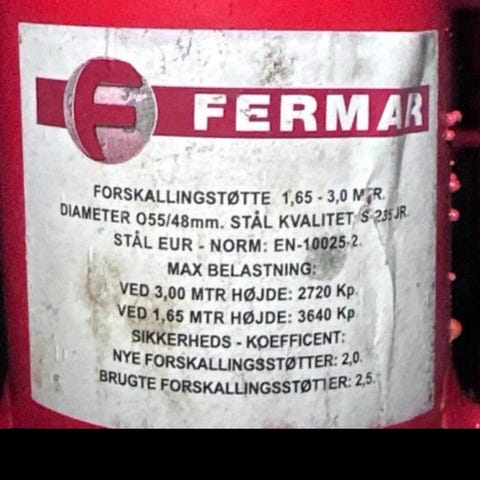 F FERMAR
FORSKALLINGSTØTTE 1,65 - 3,0 MTR.
DIAMETER O55/48mm. STÅL KVALITET S-235JR.
STÅL EUR - NORM: EN-10025-2.
MAX BELASTNING:
VED 3,00 MTR HØJDE: 2720 Kp.
VED 1,65 MTR HØJDE: 3640 Kp
SIKKERHEDS - KOEFFICENT:
NYE FORSKALLINGSSTØTTER: 2,0.
BRUGTE FORSKALLINGSSTØTTER: 2,5.